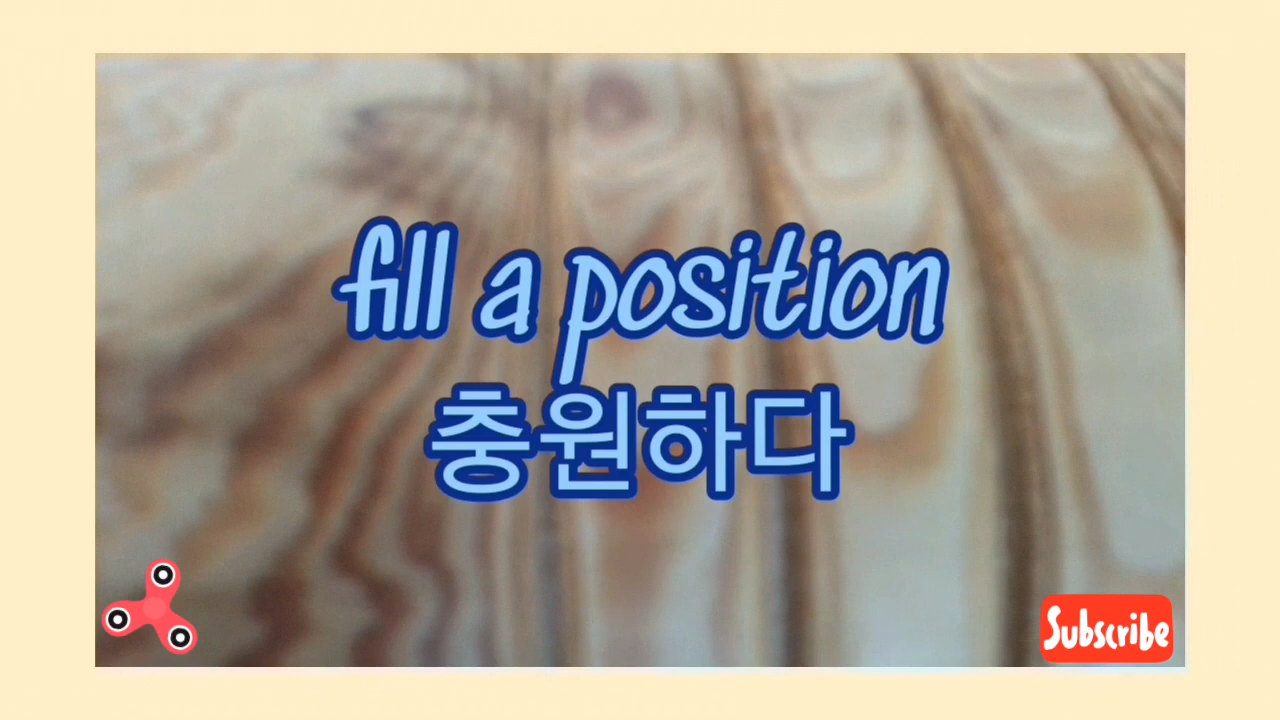 fill a position
충원하다
Subscribe